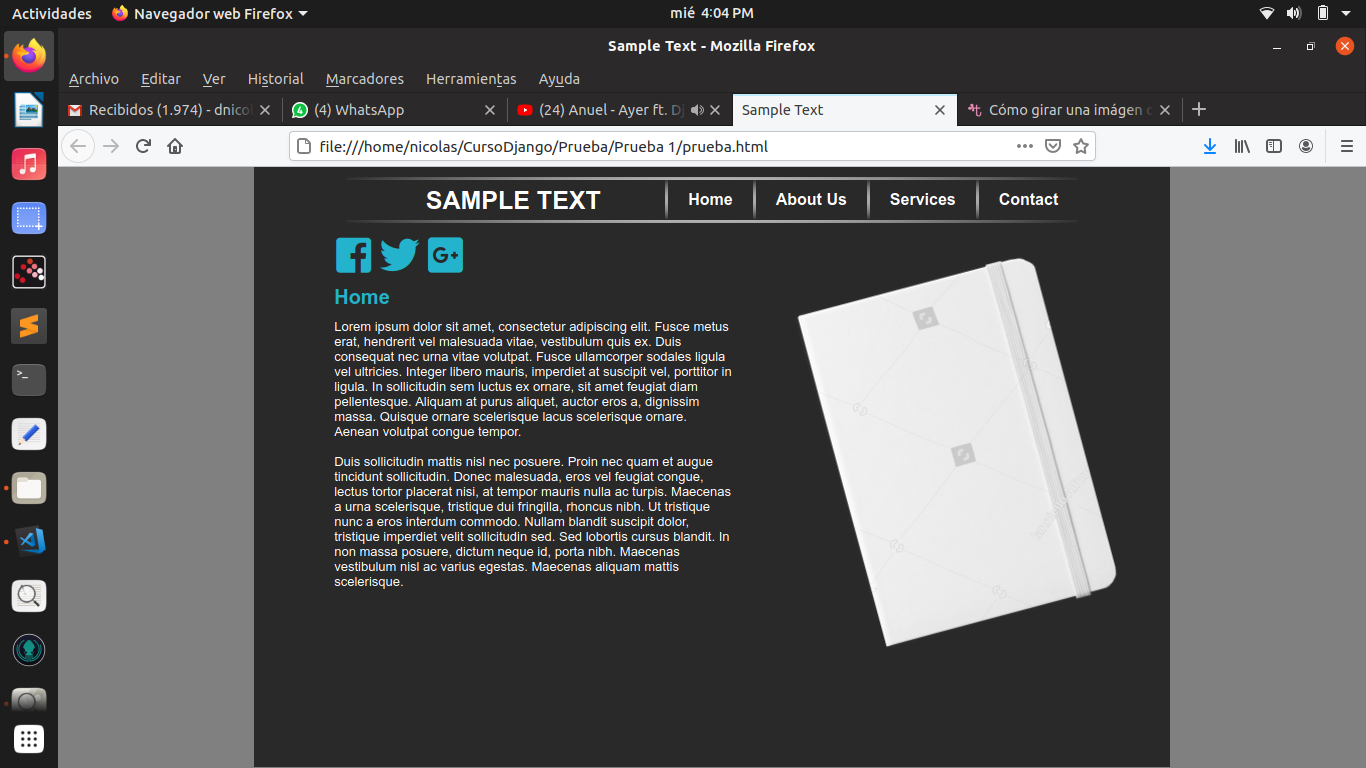 Actividades
Navegador web Firefox
mié 4:04 PM
Sample Text - Mozilla Firefox
Archivo Editar Ver Historial Marcadores Herramientas Ayuda
Recibidos (1.974) - dnico
(4) WhatsApp
(24) Anuel - Ayer ft. DJ
Sample Text
Cómo girar una imágen
file:///home/nicolas/CursoDjango/Prueba/Prueba 1/prueba.html
SAMPLE TEXT
Home
About Us
Services
Contact
G+
Home
Lorem ipsum dolor sit amet, consectetur adipiscing elit. Fusce metus
erat, hendrerit vel malesuada vitae, vestibulum quis ex. Duis
consequat nec urna vitae volutpat. Fusce ullamcorper sodales ligula
vel ultricies. Integer libero mauris, imperdiet at suscipit vel, porttitor in
ligula. In sollicitudin sem luctus ex ornare, sit amet feugiat diam
pellentesque. Aliquam at purus aliquet, auctor eros a, dignissim
massa. Quisque ornare scelerisque lacus scelerisque ornare.
Aenean volutpat congue tempor.
Duis sollicitudin mattis nisl nec posuere. Proin nec quam et augue
tincidunt sollicitudin. Donec malesuada, eros vel feugiat congue,
lectus tortor placerat nisi, at tempor mauris nulla ac turpis. Maecenas
a urna scelerisque, tristique dui fringilla, rhoncus nibh. Ut tristique
nunc a eros interdum commodo. Nullam blandit suscipit dolor,
tristique imperdiet velit sollicitudin sed. Sed lobortis cursus blandit. In
non massa posuere, dictum neque id, porta nibh. Maecenas
vestibulum nisl ac varius egestas. Maecenas aliquam mattis
scelerisque.